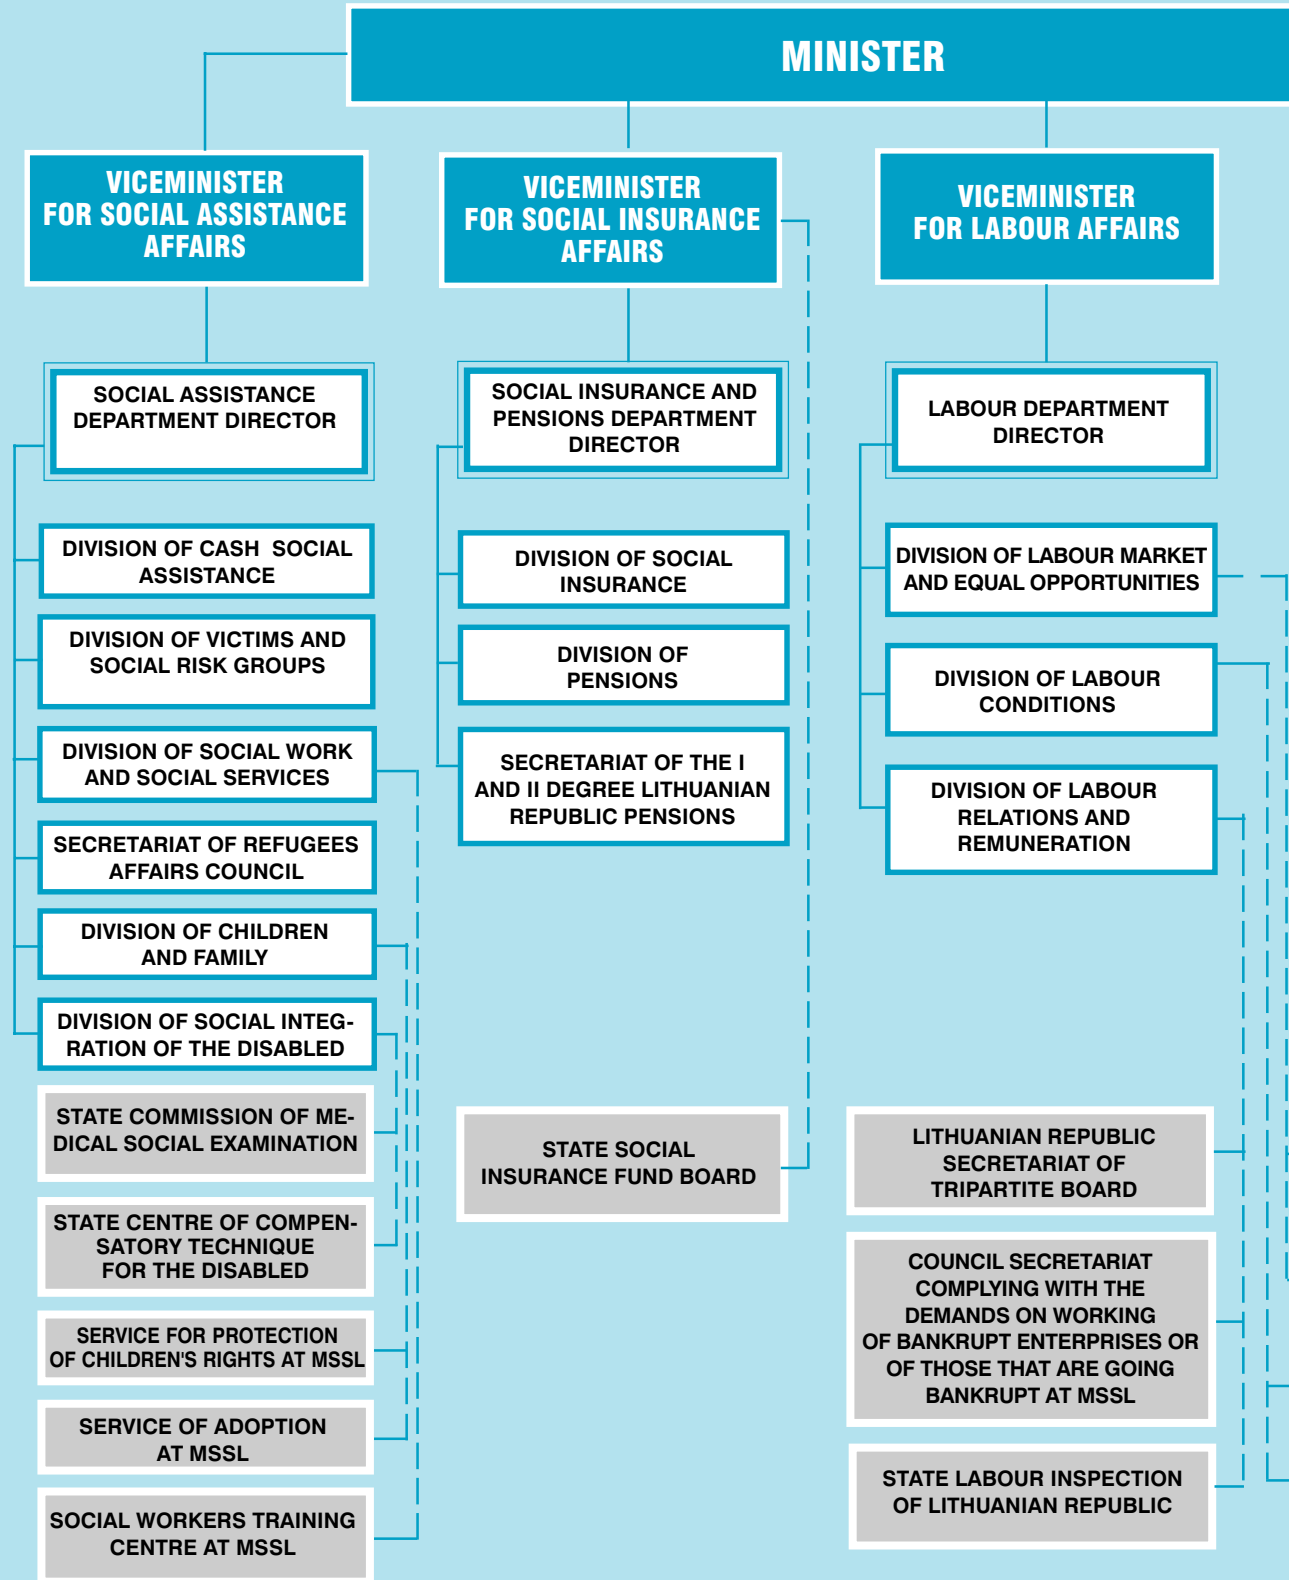 MINISTER
VICEMINISTER
FOR SOCIAL ASSISTANCE
AFFAIRS
VICEMINISTER
FOR SOCIAL INSURANCE
AFFAIRS
VICEMINISTER
FOR LABOUR AFFAIRS
SOCIAL ASSISTANCE
DEPARTMENT DIRECTOR
SOCIAL INSURANCE AND
PENSIONS DEPARTMENT
DIRECTOR
LABOUR DEPARTMENT
DIRECTOR
DIVISION OF CASH SOCIAL
ASSISTANCE
DIVISION OF VICTIMS AND
SOCIAL RISK GROUPS
DIVISION OF SOCIAL WORK
AND SOCIAL SERVICES
SECRETARIAT OF REFUGEES
AFFAIRS COUNCIL
DIVISION OF CHILDREN
AND FAMILY
DIVISION OF SOCIAL INTEG-
RATION OF THE DISABLED
STATE COMMISSION OF ME-
DICAL SOCIAL EXAMINATION
STATE CENTRE OF COMPEN-
SATORY TECHNIQUE
FOR THE DISABLED
SERVICE FOR PROTECTION
OF CHILDREN'S RIGHTS AT MSSL
SERVICE OF ADOPTION
AT MSSL
SOCIAL WORKERS TRAINING
CENTRE AT MSSL
DIVISION OF SOCIAL
INSURANCE
DIVISION OF
PENSIONS
SECRETARIAT OF THE I
AND II DEGREE LITHUANIAN
REPUBLIC PENSIONS
STATE SOCIAL
INSURANCE FUND BOARD
DIVISION OF LABOUR MARKET
AND EQUAL OPPORTUNITIES
DIVISION OF LABOUR
CONDITIONS
DIVISION OF LABOUR
RELATIONS AND
REMUNERATION
LITHUANIAN REPUBLIC
SECRETARIAT OF
TRIPARTITE BOARD
COUNCIL SECRETARIAT
COMPLYING WITH THE
DEMANDS ON WORKING
OF BANKRUPT ENTERPRISES OR
OF THOSE THAT ARE GOING
BANKRUPT AT MSSL
STATE LABOUR INSPECTION
OF LITHUANIAN REPUBLIC